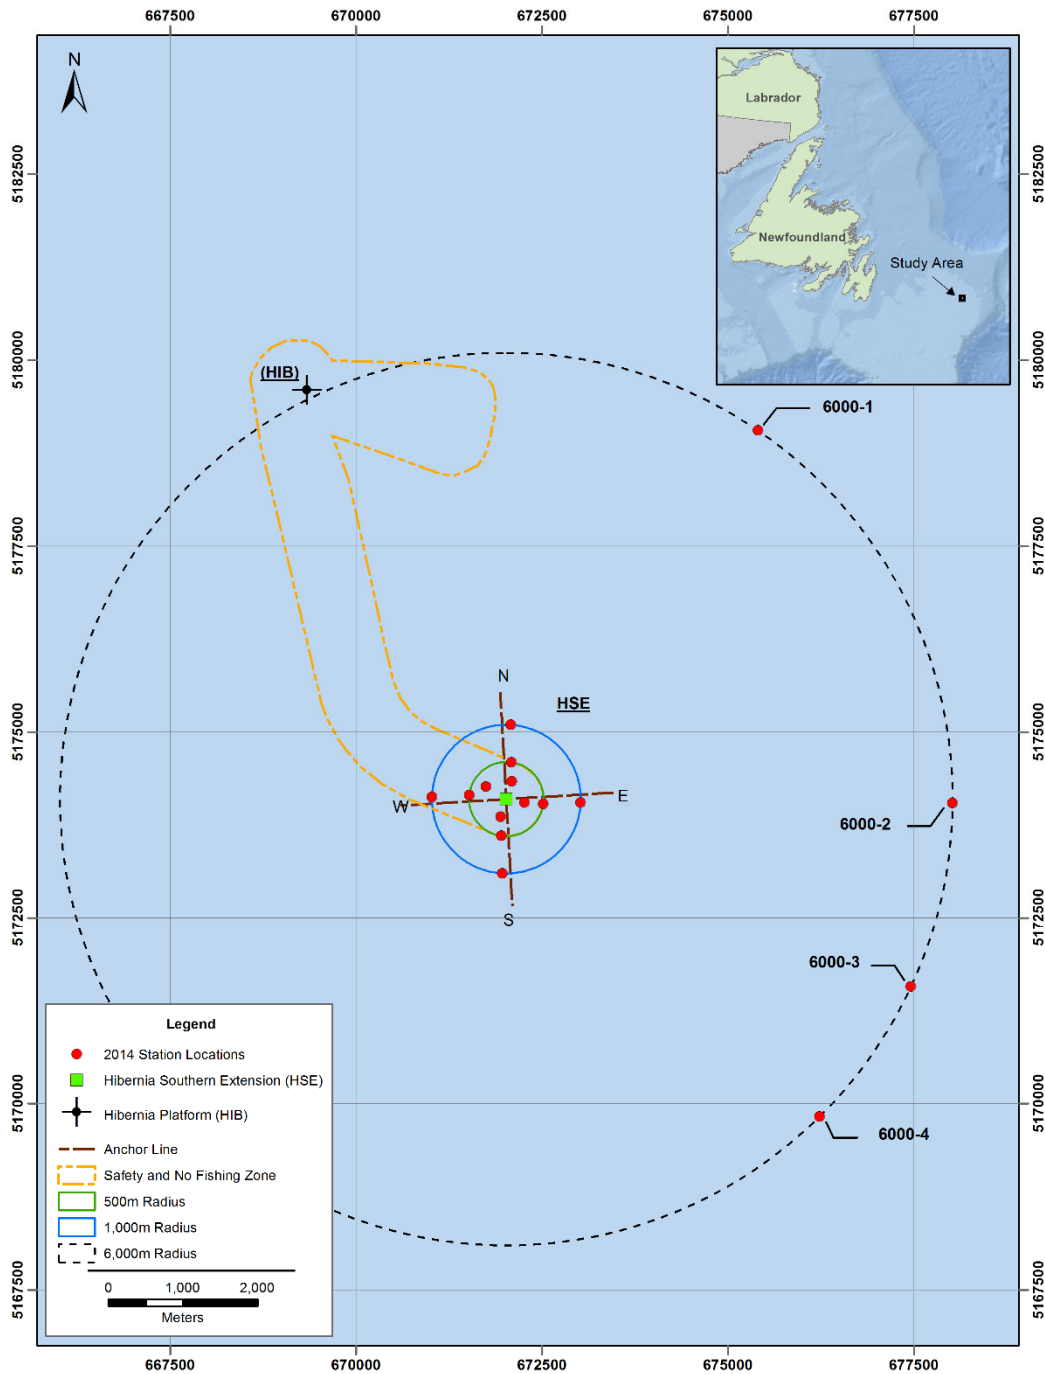 667500
670000
672500
675000
677500
N
Labrador
Newfoundland
Study Area
5182500
5182500
5180000
5180000
(HIB)
6000-1
5177500
5177500
N
HSE
5175000
5175000
W
E
6000-2
S
5172500
5172500
6000-3
Legend
2014 Station Locations
Hibernia Southern Extension (HSE)
Hibernia Platform (HIB)
Anchor Line
Safety and No Fishing Zone
500m Radius
1,000m Radius
6,000m Radius
0 1,000 2,000
Meters
5170000
5170000
6000-4
5167500
5167500
667500
670000
672500
675000
677500